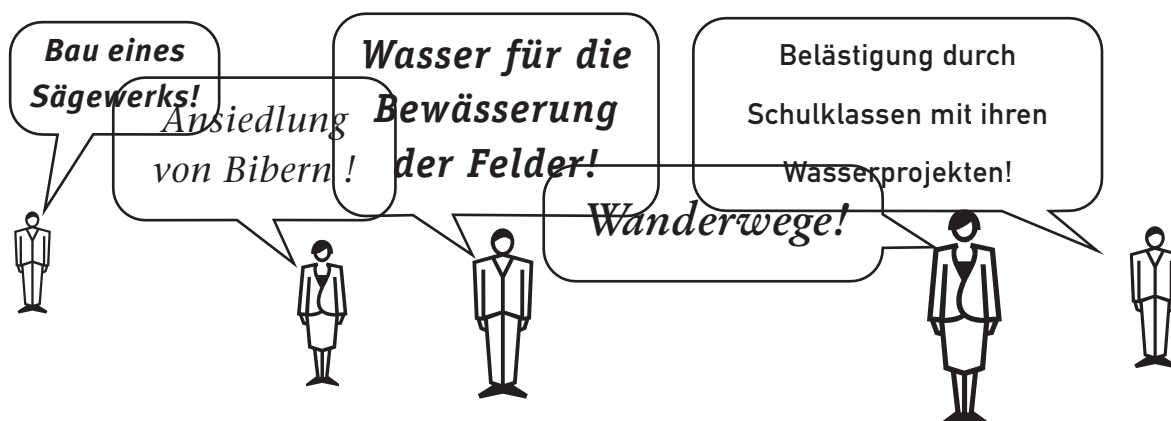 Bau eines
Sägewerks!
Ansiedlung
von Bibern !
Wasser für die
Bewässerung
der Felder!
Wanderwege!
Belästigung durch
Schulklassen mit ihren
Wasserprojekten!